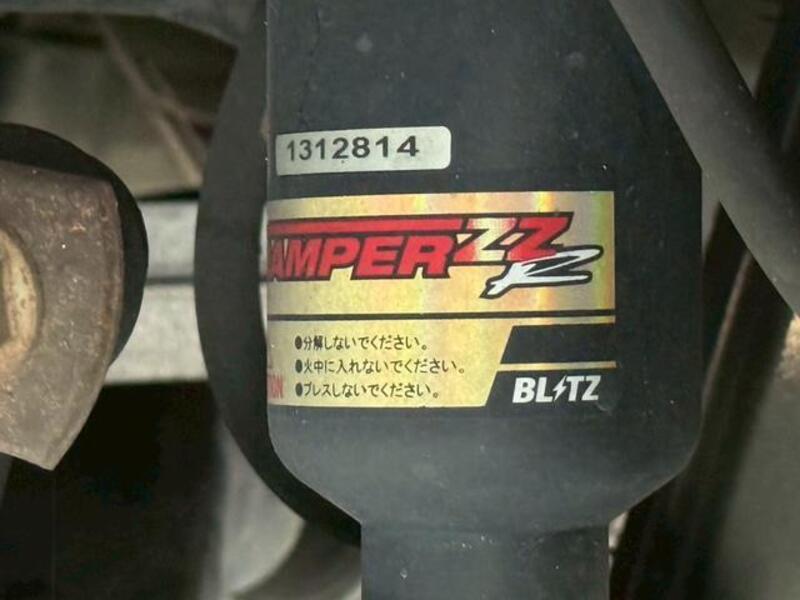 1312814
AMPER ZZR
●分解しないでください。
●火中に入れないでください。
●プレスしないでください。
BLITZ